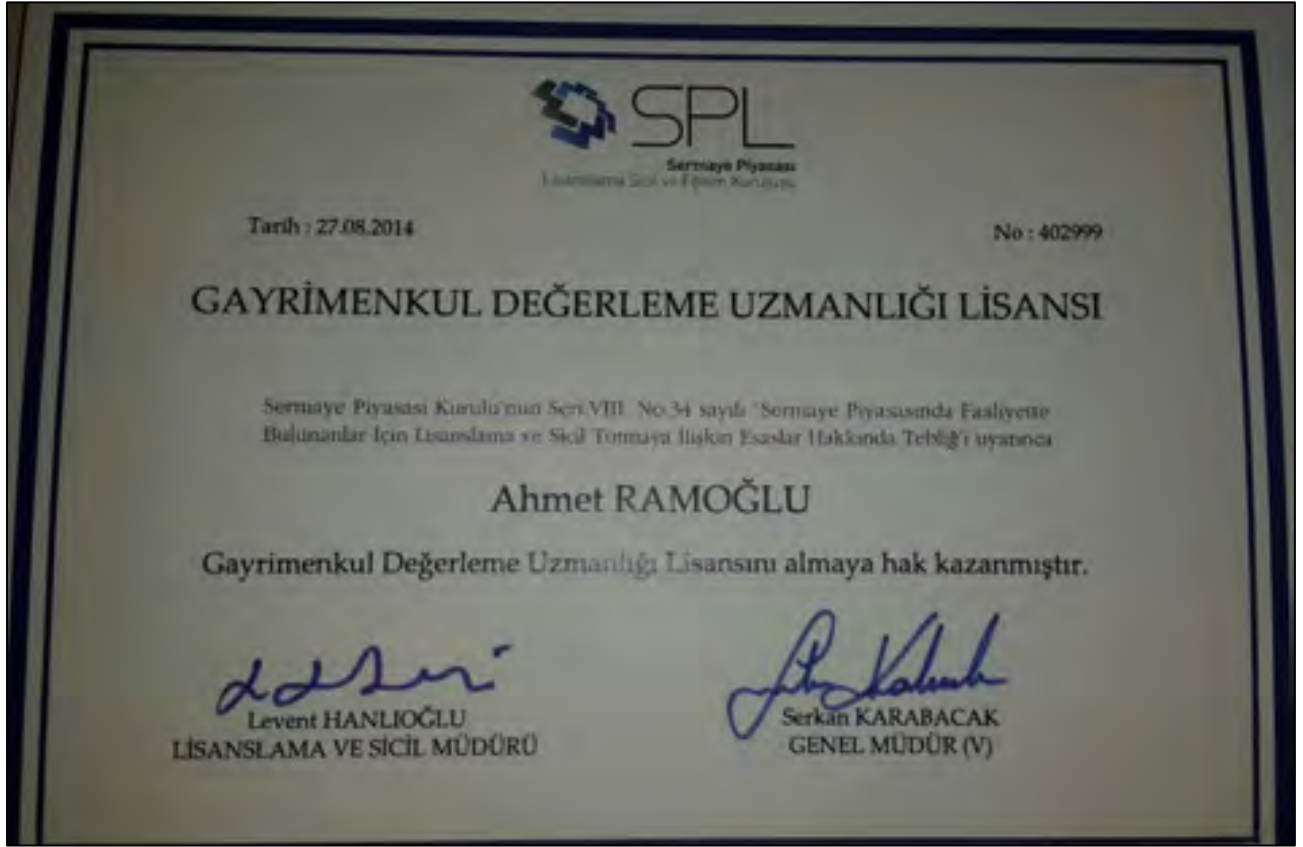 SPL
Sermaye Piyasası
Lisanslama Sicil ve Eğitim Kuruluşu
Tarih : 27.08.2014
No : 402999
GAYRİMENKUL DEĞERLEME UZMANLIĞI LİSANSI
Sermaye Piyasası Kurulu'nun Seri:VIII No:34 sayılı "Sermaye Piyasasında Faaliyette
Bulunanlar İçin Lisanslama ve Sicil Tutmaya İlişkin Esaslar Hakkında Tebliğ"i uyarınca
Ahmet RAMOĞLU
Gayrimenkul Değerleme Uzmanlığı Lisansını almaya hak kazanmıştır.
Levent HANLIOĞLU
LİSANSLAMA VE SİCİL MÜDÜRÜ
Serkan KARABACAK
GENEL MÜDÜR (V)